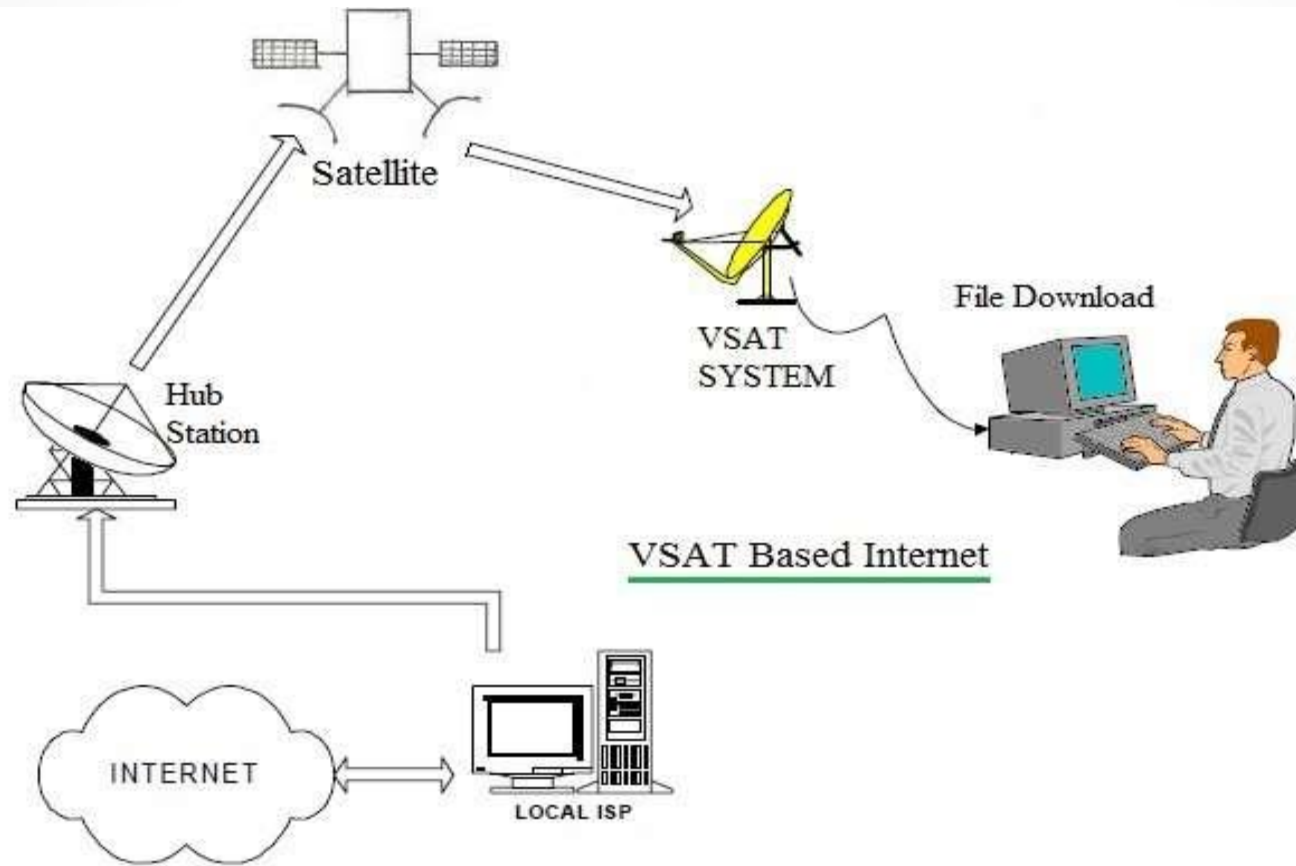 Satellite
File Download
VSAT
SYSTEM
Hub
Station
VSAT Based Internet
INTERNET
LOCAL ISP